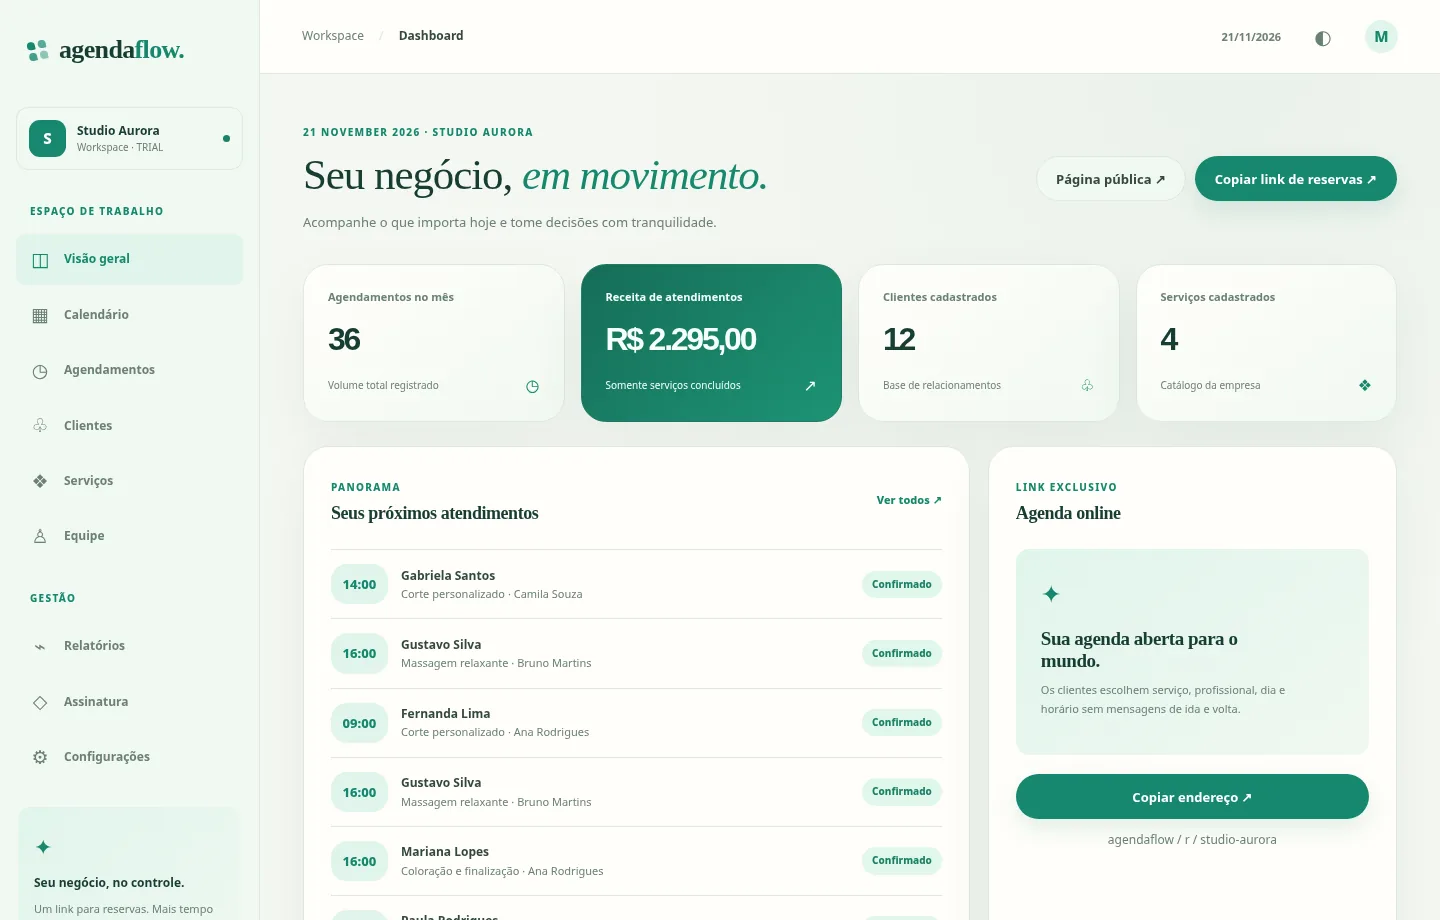 agendaflow.
S
Studio Aurora
Workspace · TRIAL
ESPAÇO DE TRABALHO
Visão geral
Calendário
Agendamentos
Clientes
Serviços
Equipe
GESTÃO
Relatórios
Assinatura
Configurações
Seu negócio, no controle.
Um link para reservas. Mais tempo
Workspace / Dashboard
21/11/2026
M
21 NOVEMBER 2026 · STUDIO AURORA
Seu negócio, em movimento.
Acompanhe o que importa hoje e tome decisões com tranquilidade.
Página pública ↗
Copiar link de reservas ↗
Agendamentos no mês
36
Volume total registrado
Receita de atendimentos
R$ 2.295,00
Somente serviços concluídos
↗
Clientes cadastrados
12
Base de relacionamentos
Serviços cadastrados
4
Catálogo da empresa
PANORAMA
Seus próximos atendimentos
Ver todos ↗
14:00
Gabriela Santos
Corte personalizado · Camila Souza
Confirmado
16:00
Gustavo Silva
Massagem relaxante · Bruno Martins
Confirmado
09:00
Fernanda Lima
Corte personalizado · Ana Rodrigues
Confirmado
16:00
Gustavo Silva
Massagem relaxante · Bruno Martins
Confirmado
16:00
Mariana Lopes
Coloração e finalização · Ana Rodrigues
Confirmado
Paula Rodrigues
LINK EXCLUSIVO
Agenda online
Sua agenda aberta para o
mundo.
Os clientes escolhem serviço, profissional, dia e
horário sem mensagens de ida e volta.
Copiar endereço ↗
agendaflow / r / studio-aurora